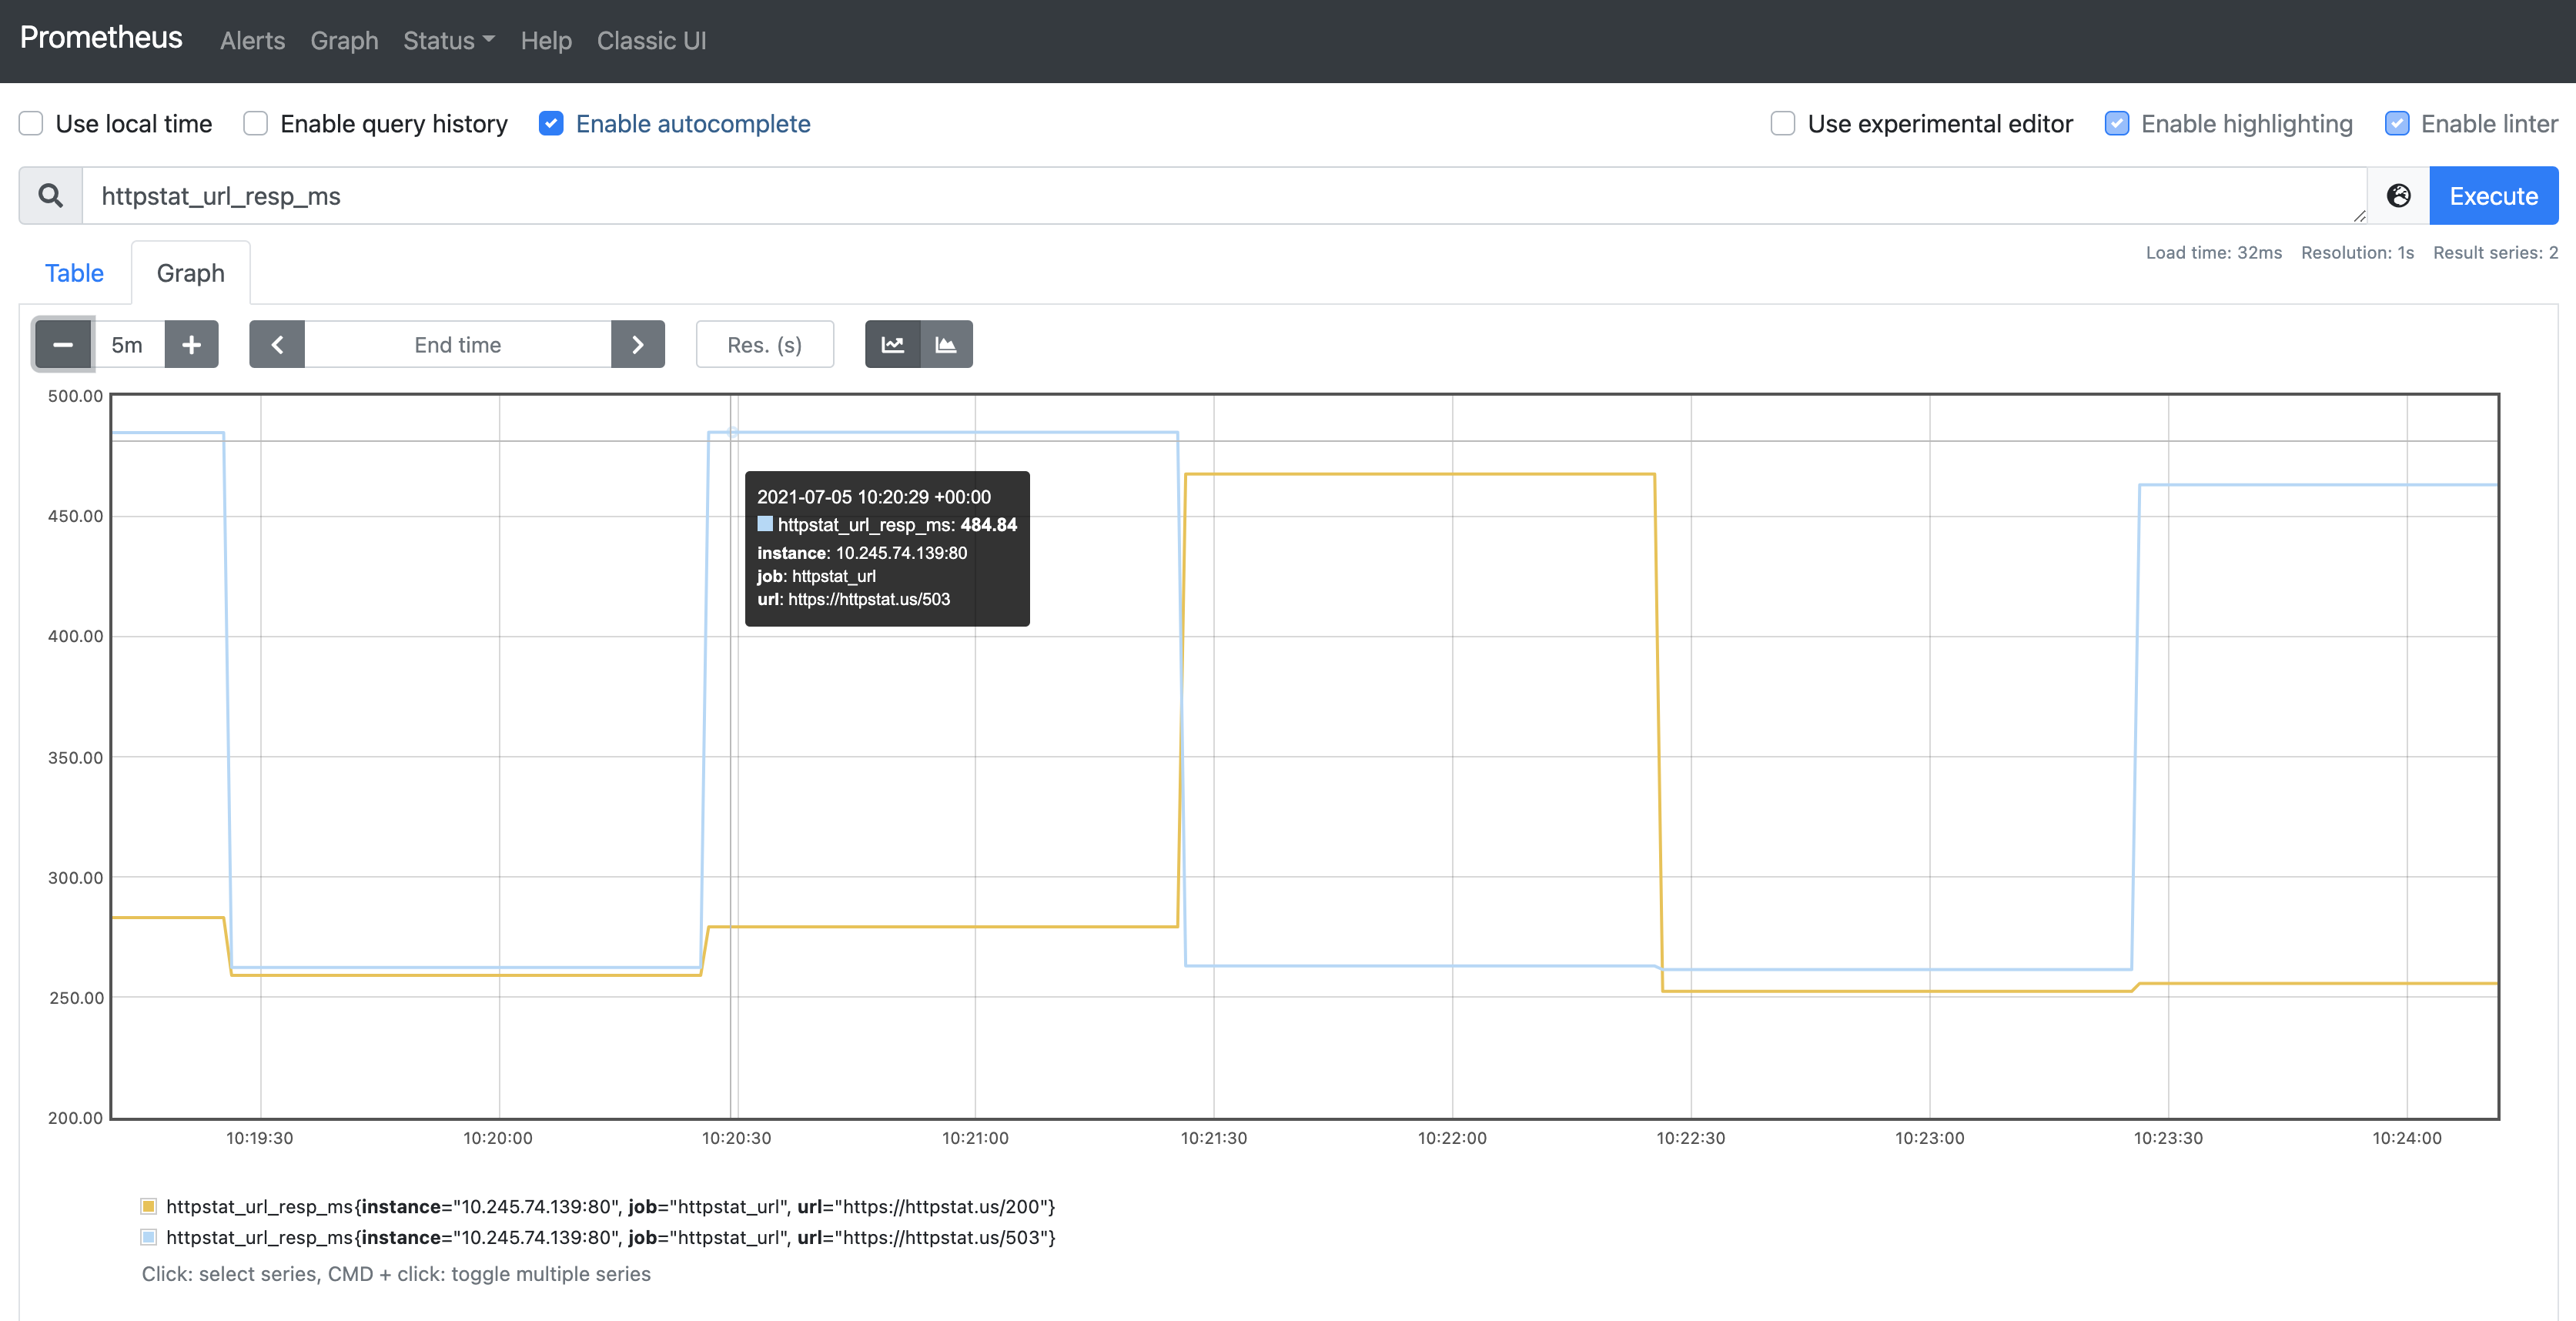 Prometheus Alerts Graph Status Help Classic UI
Use local time Enable query history Enable autocomplete Use experimental editor Enable highlighting Enable linter
httpstat_url_resp_ms Execute
Load time: 32ms Resolution: 1s Result series: 2
Table Graph
5m End time Res. (s)
500.00
450.00
400.00
350.00
300.00
250.00
200.00
2021-07-05 10:20:29 +00:00
httpstat_url_resp_ms: 484.84
instance: 10.245.74.139:80
job: httpstat_url
url: https://httpstat.us/503
10:19:30 10:20:00 10:20:30 10:21:00 10:21:30 10:22:00 10:22:30 10:23:00 10:23:30 10:24:00
httpstat_url_resp_ms{instance="10.245.74.139:80", job="httpstat_url", url="https://httpstat.us/200"}
httpstat_url_resp_ms{instance="10.245.74.139:80", job="httpstat_url", url="https://httpstat.us/503"}
Click: select series, CMD + click: toggle multiple series